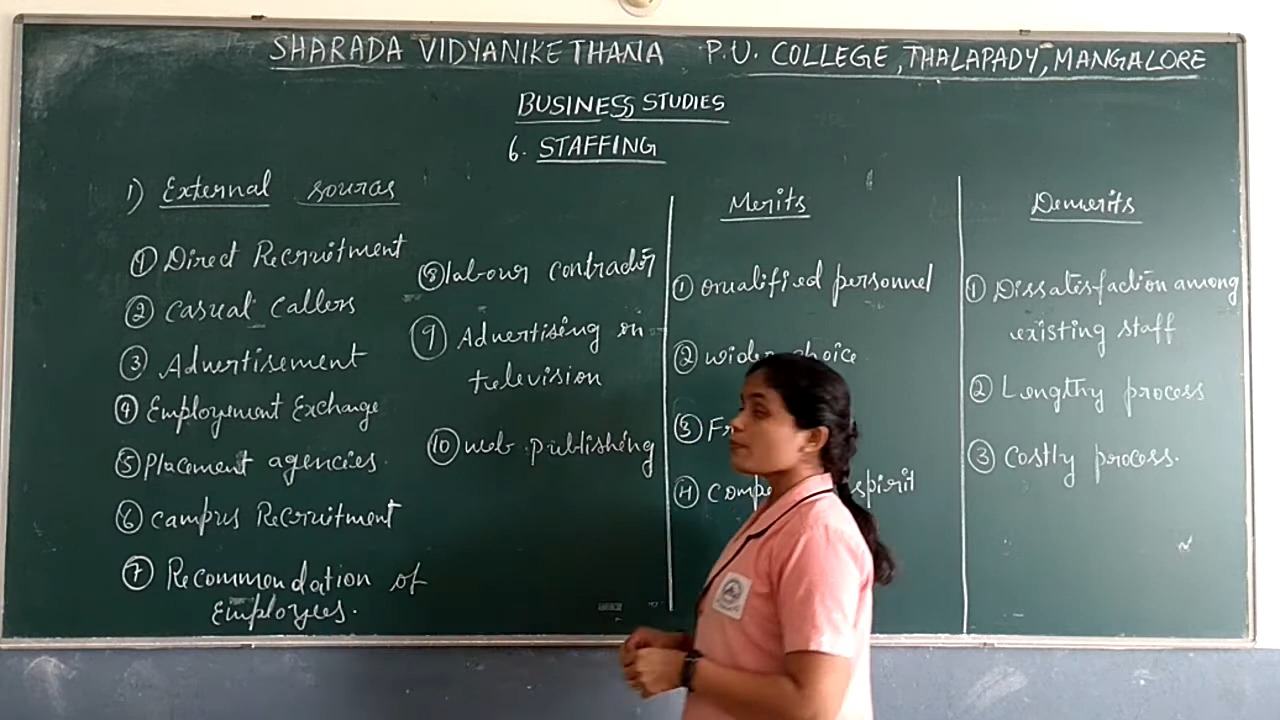 SHARADA VIDYANIKETHANA P.U. COLLEGE, THALAPADY, MANGALORE
BUSINESS STUDIES
6. STAFFING
1) External sources
① Direct Recruitment
② Casual Callers
③ Advertisement
④ Employement Exchange
⑤ Placement agencies.
⑥ Campus Recruitment
⑦ Recommendation of
Employees.
⑧ labour contractor
⑨ Advertising on
television
⑩ web publishing
Merits
① Qualified personnel
② wider choice
③
④ spirit
Demerits
① Dissatisfaction among
existing staff
② Lengthy process
③ Costly process.